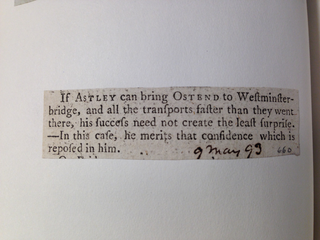 If ASTLEY can bring OSTEND to Weſtminſter-
bridge, and all the tranſports faſter than they went
there, his ſucceſs need not create the leaſt ſurpriſe.
—In this caſe, he merits that confidence which is
repoſed in him.
9 May 93 660